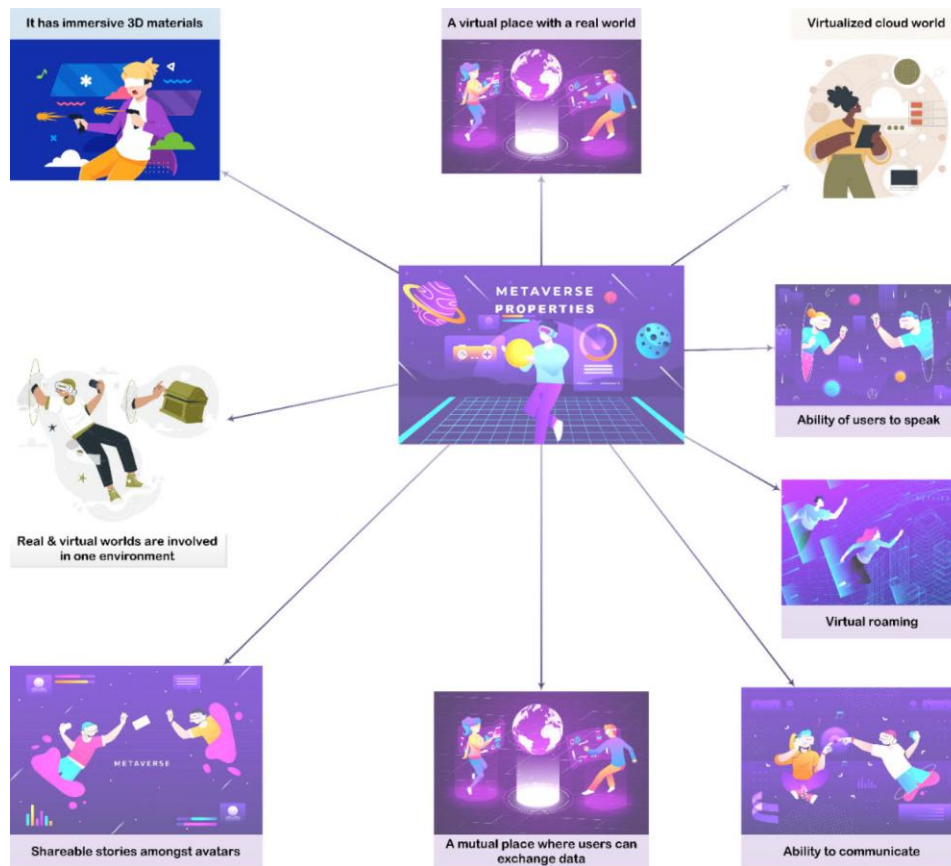 It has immersive 3D materials
A virtual place with a real world
Virtualized cloud world
METAVERSE
PROPERTIES
Ability of users to speak
Real & virtual worlds are involved
in one environment
Virtual roaming
METAVERSE
Shareable stories amongst avatars
A mutual place where users can
exchange data
Ability to communicate